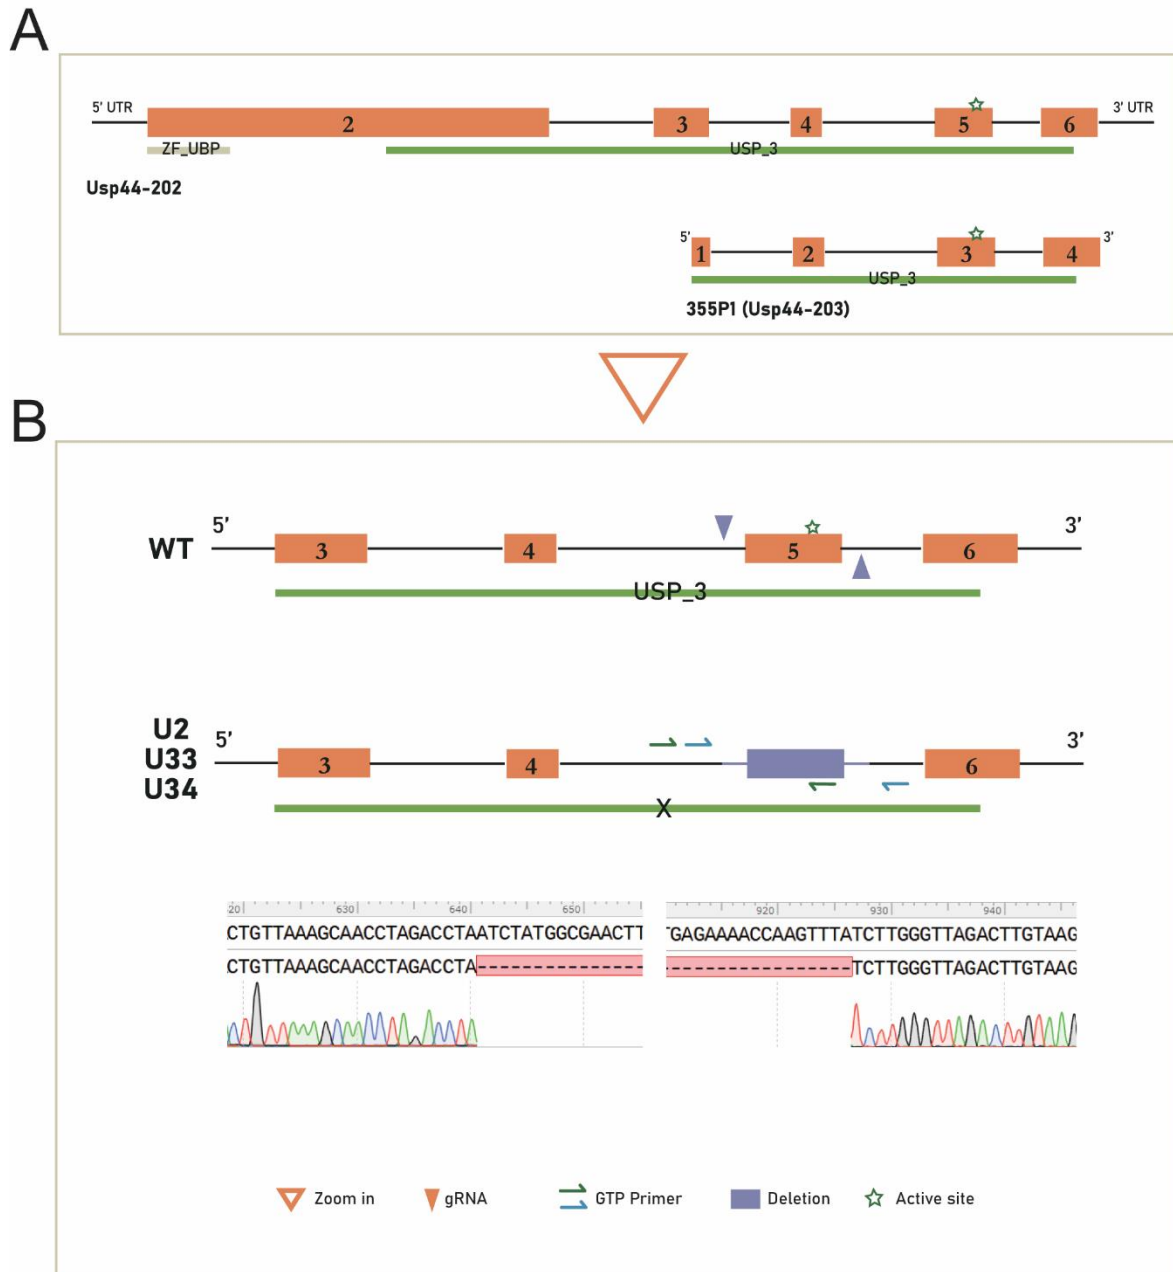 A
5' UTR
2
3
4
5
6
3' UTR
ZF_UBP
USP_3
Usp44-202
5'
1
2
3
4
3'
USP_3
355P1 (Usp44-203)
B
WT
5'
3
4
5
6
3'
USP_3
U2
U33
U34
5'
3
4
6
3'
X
20
630
640
650
CTGTTAAAGCAACCTAGACCTAATCTATGGCGAACTT
CTGTTAAAGCAACCTAGACCTA---------------
920
930
940
TGAGAAAACCAAGTTTATCTTGGGTTAGACTTGTAAG
----------------TCTTGGGTTAGACTTGTAAG
Zoom in
gRNA
GTP Primer
Deletion
Active site